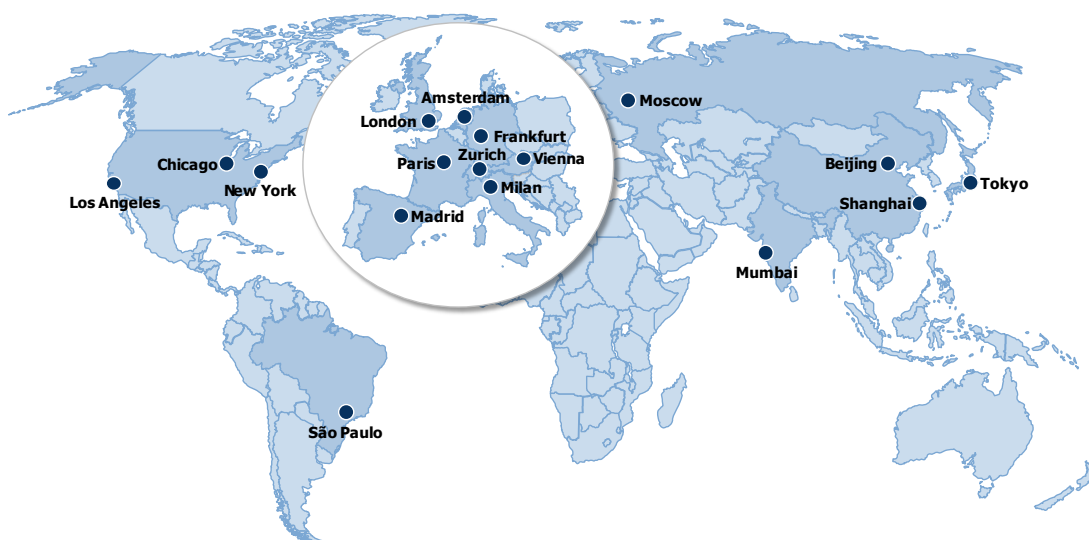 Amsterdam
Moscow
London
Frankfurt
Zurich
Chicago
Paris
Vienna
Beijing
New York
Milan
Tokyo
Los Angeles
Shanghai
Madrid
Mumbai
São Paulo